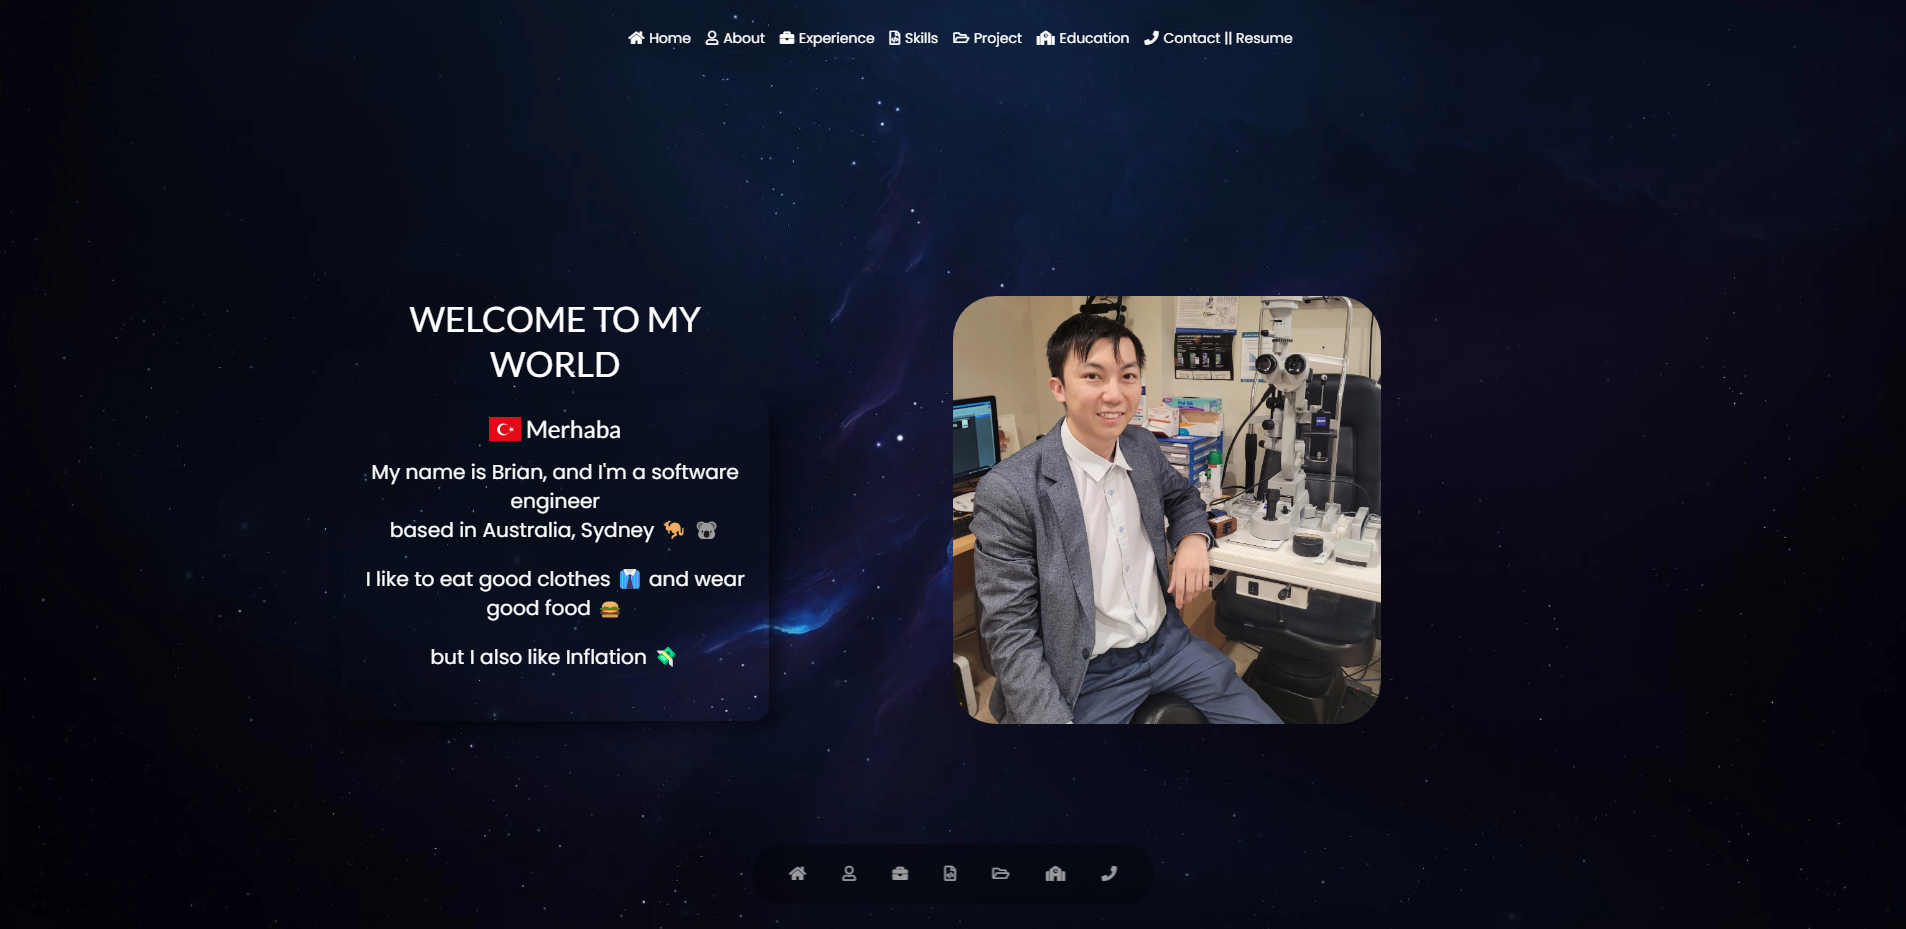 Home About Experience Skills Project Education Contact || Resume
WELCOME TO MY
WORLD
Merhaba
My name is Brian, and I'm a software
engineer
based in Australia, Sydney
I like to eat good clothes 👔 and wear
good food 🍔
but I also like Inflation 💸